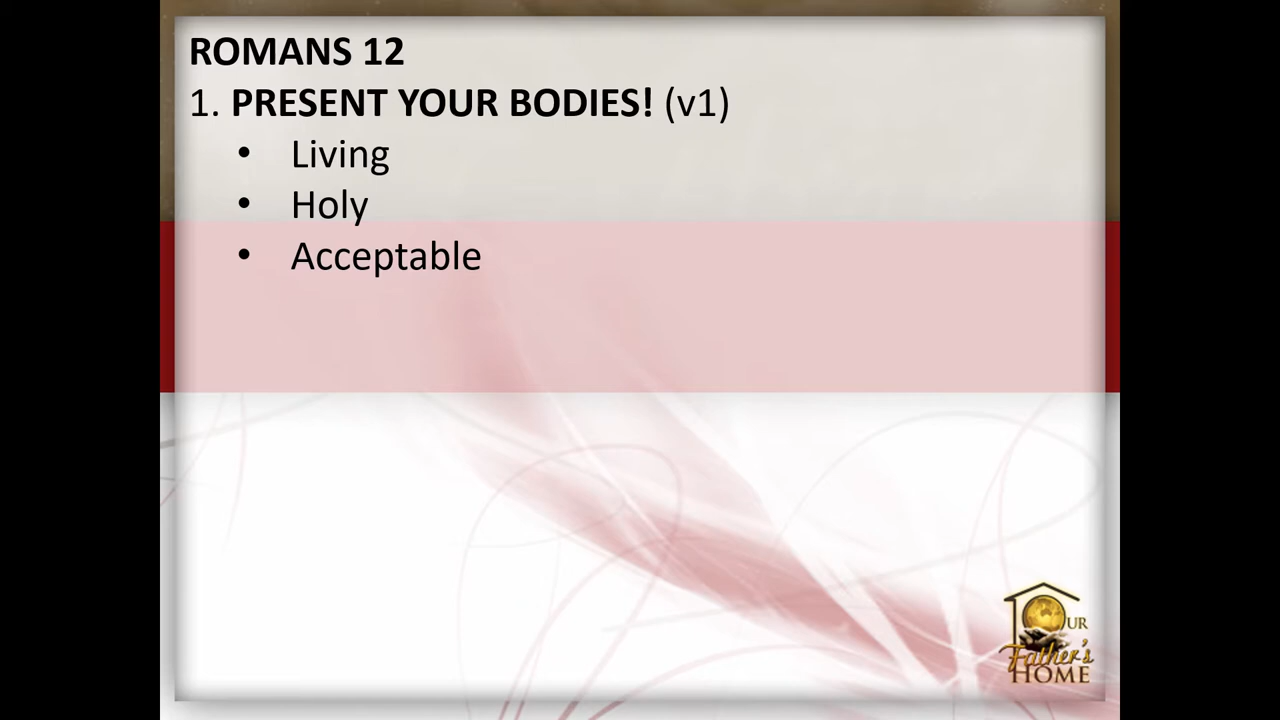 ROMANS 12
1. PRESENT YOUR BODIES! (v1)
• Living
• Holy
• Acceptable
OUR
Father's
HOME